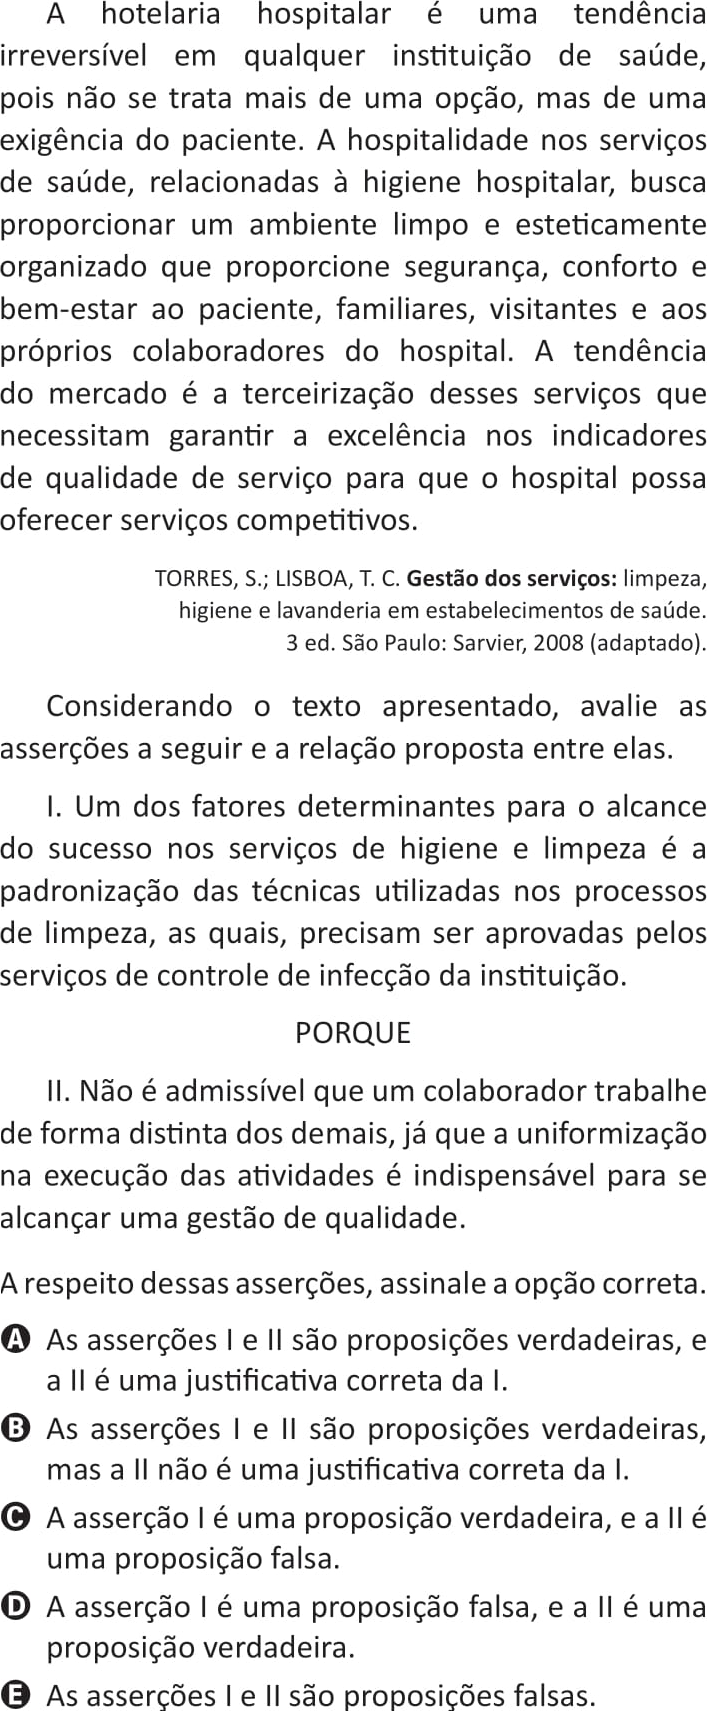 A hotelaria hospitalar é uma tendência
irreversível em qualquer instituição de saúde,
pois não se trata mais de uma opção, mas de uma
exigência do paciente. A hospitalidade nos serviços
de saúde, relacionadas à higiene hospitalar, busca
proporcionar um ambiente limpo e esteticamente
organizado que proporcione segurança, conforto e
bem-estar ao paciente, familiares, visitantes e aos
próprios colaboradores do hospital. A tendência
do mercado é a terceirização desses serviços que
necessitam garantir a excelência nos indicadores
de qualidade de serviço para que o hospital possa
oferecer serviços competitivos.
TORRES, S.; LISBOA, T. C. Gestão dos serviços: limpeza,
higiene e lavanderia em estabelecimentos de saúde.
3 ed. São Paulo: Sarvier, 2008 (adaptado).
Considerando o texto apresentado, avalie as
asserções a seguir e a relação proposta entre elas.
I. Um dos fatores determinantes para o alcance
do sucesso nos serviços de higiene e limpeza é a
padronização das técnicas utilizadas nos processos
de limpeza, as quais, precisam ser aprovadas pelos
serviços de controle de infecção da instituição.
PORQUE
II. Não é admissível que um colaborador trabalhe
de forma distinta dos demais, já que a uniformização
na execução das atividades é indispensável para se
alcançar uma gestão de qualidade.
A respeito dessas asserções, assinale a opção correta.
A As asserções I e II são proposições verdadeiras, e
a II é uma justificativa correta da I.
B As asserções I e II são proposições verdadeiras,
mas a II não é uma justificativa correta da I.
C A asserção I é uma proposição verdadeira, e a II é
uma proposição falsa.
D A asserção I é uma proposição falsa, e a II é uma
proposição verdadeira.
E As asserções I e II são proposições falsas.